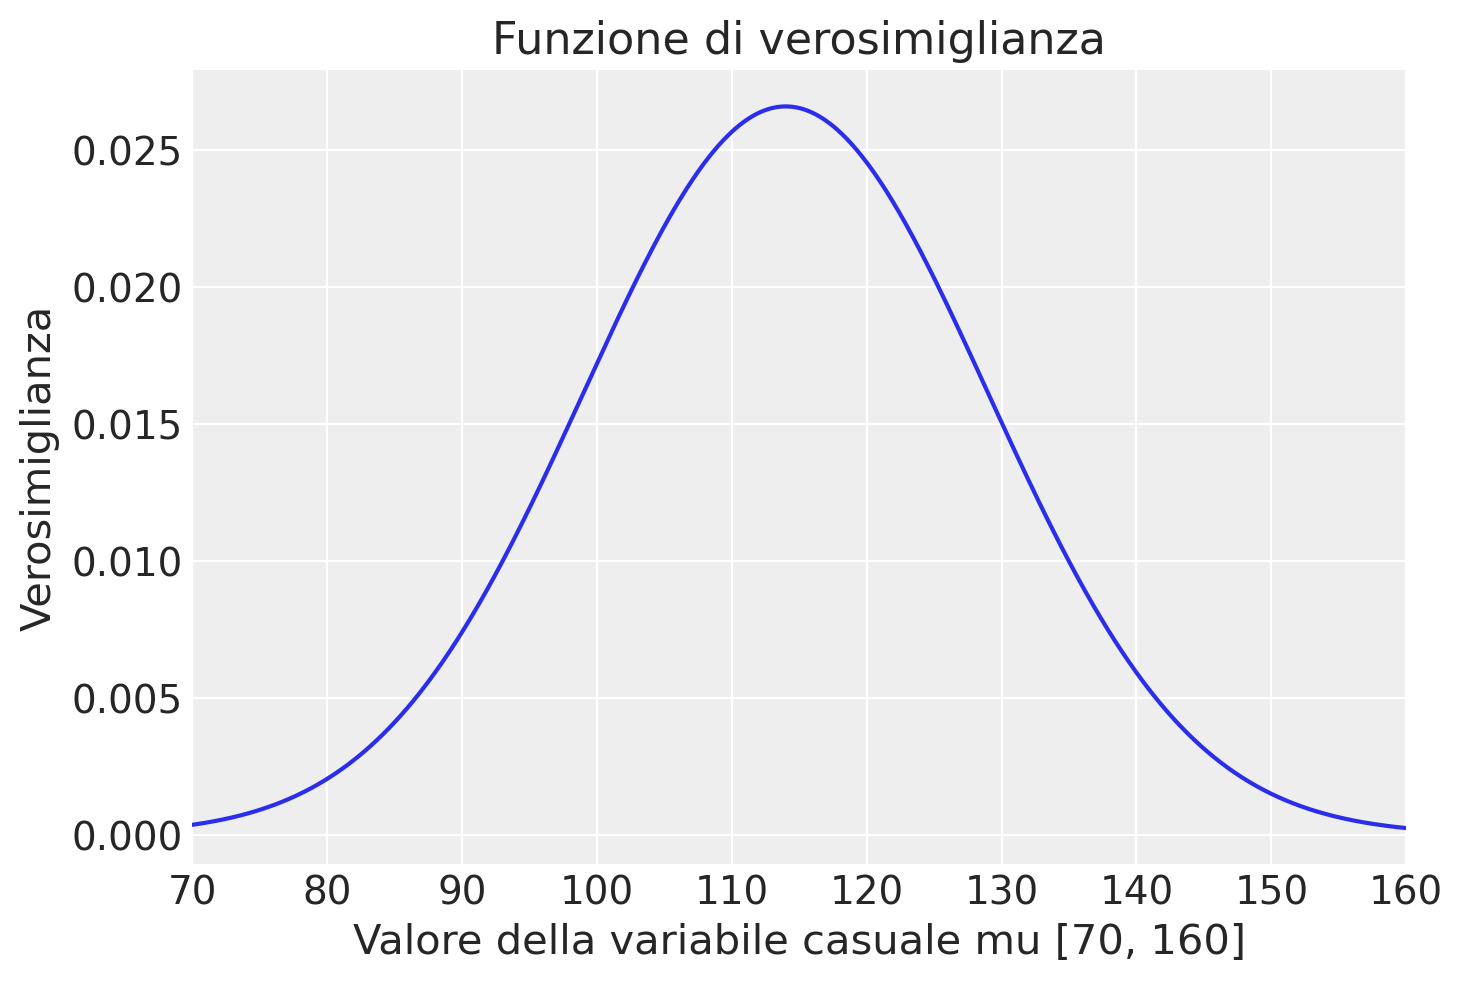 Funzione di verosimiglianza
Verosimiglianza
0.025
0.020
0.015
0.010
0.005
0.000
70 80 90 100 110 120 130 140 150 160
Valore della variabile casuale mu [70, 160]